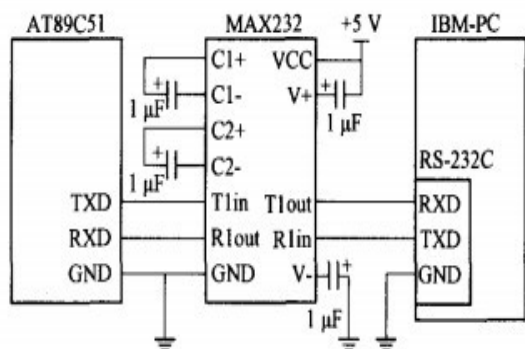 AT89C51
MAX232
+5 V
IBM-PC
C1+
VCC
1 μF
C1-
V+
1 μF
C2+
1 μF
C2-
RS-232C
TXD
T1in
T1out
RXD
RXD
R1out
R1in
TXD
GND
GND
V-
GND
1 μF